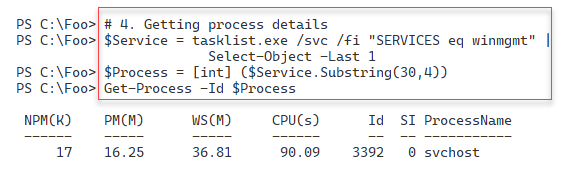 PS C:\Foo> # 4. Getting process details
PS C:\Foo> $Service = tasklist.exe /svc /fi "SERVICES eq winmgmt" |
Select-Object -Last 1
PS C:\Foo> $Process = [int] ($Service.Substring(30,4))
PS C:\Foo> Get-Process -Id $Process
NPM(K) PM(M) WS(M) CPU(s) Id SI ProcessName
------ ----- ----- ------ -- -- -----------
17 16.25 36.81 90.09 3392 0 svchost